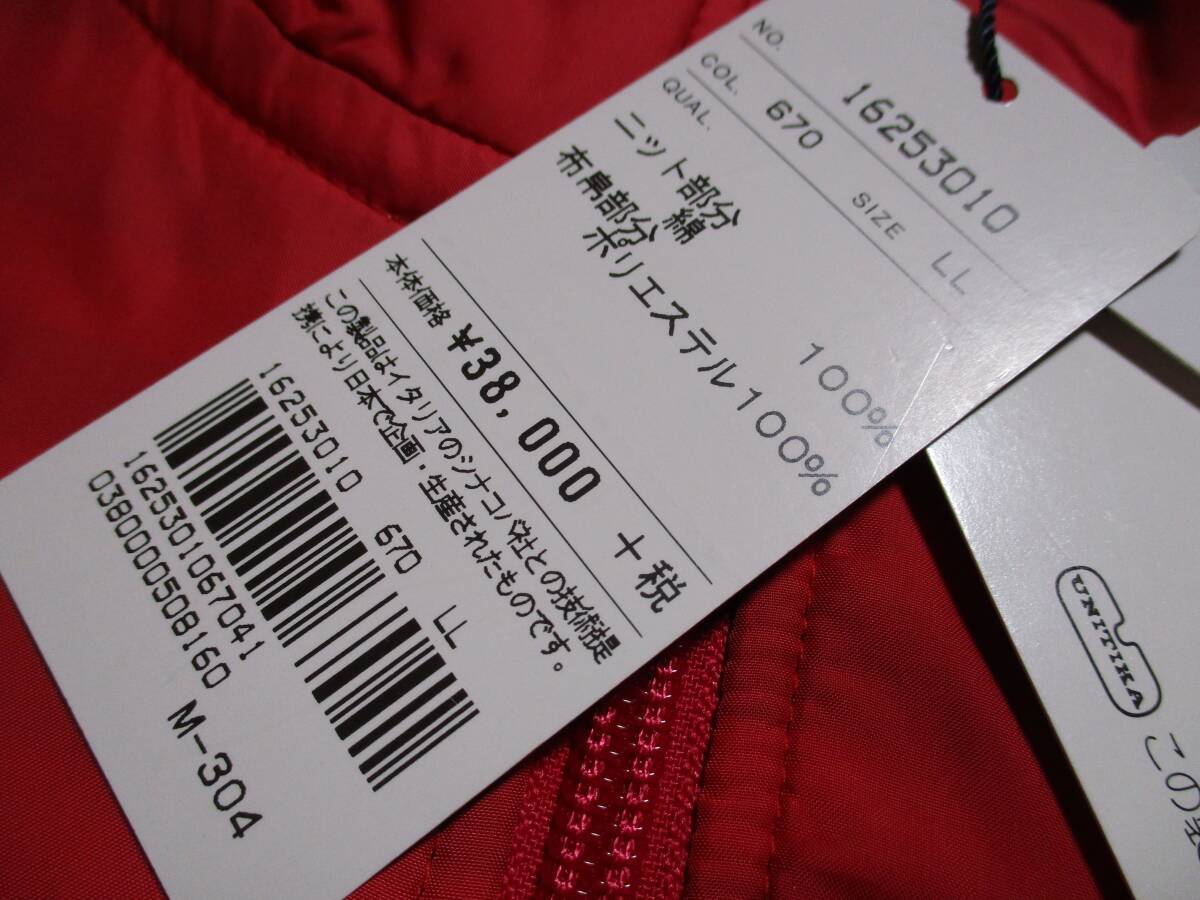 NO. 16253010
COL. 670 SIZE LL
QUAL.
ニット部分
綿 100%
布帛部分
ポリエステル100%
本体価格 ¥38,000 +税
この製品はイタリアのシナコバ社との技術提
携により日本で企画・生産されたものです。
16253010 670 LL
1625301067041
0380000508160
M-304
UNITIKA
この製